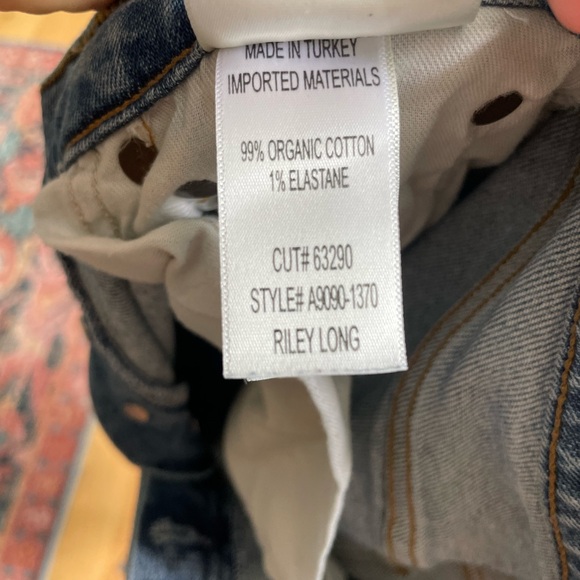 MADE IN TURKEY
IMPORTED MATERIALS
99% ORGANIC COTTON
1% ELASTANE
CUT# 63290
STYLE# A9090-1370
RILEY LONG